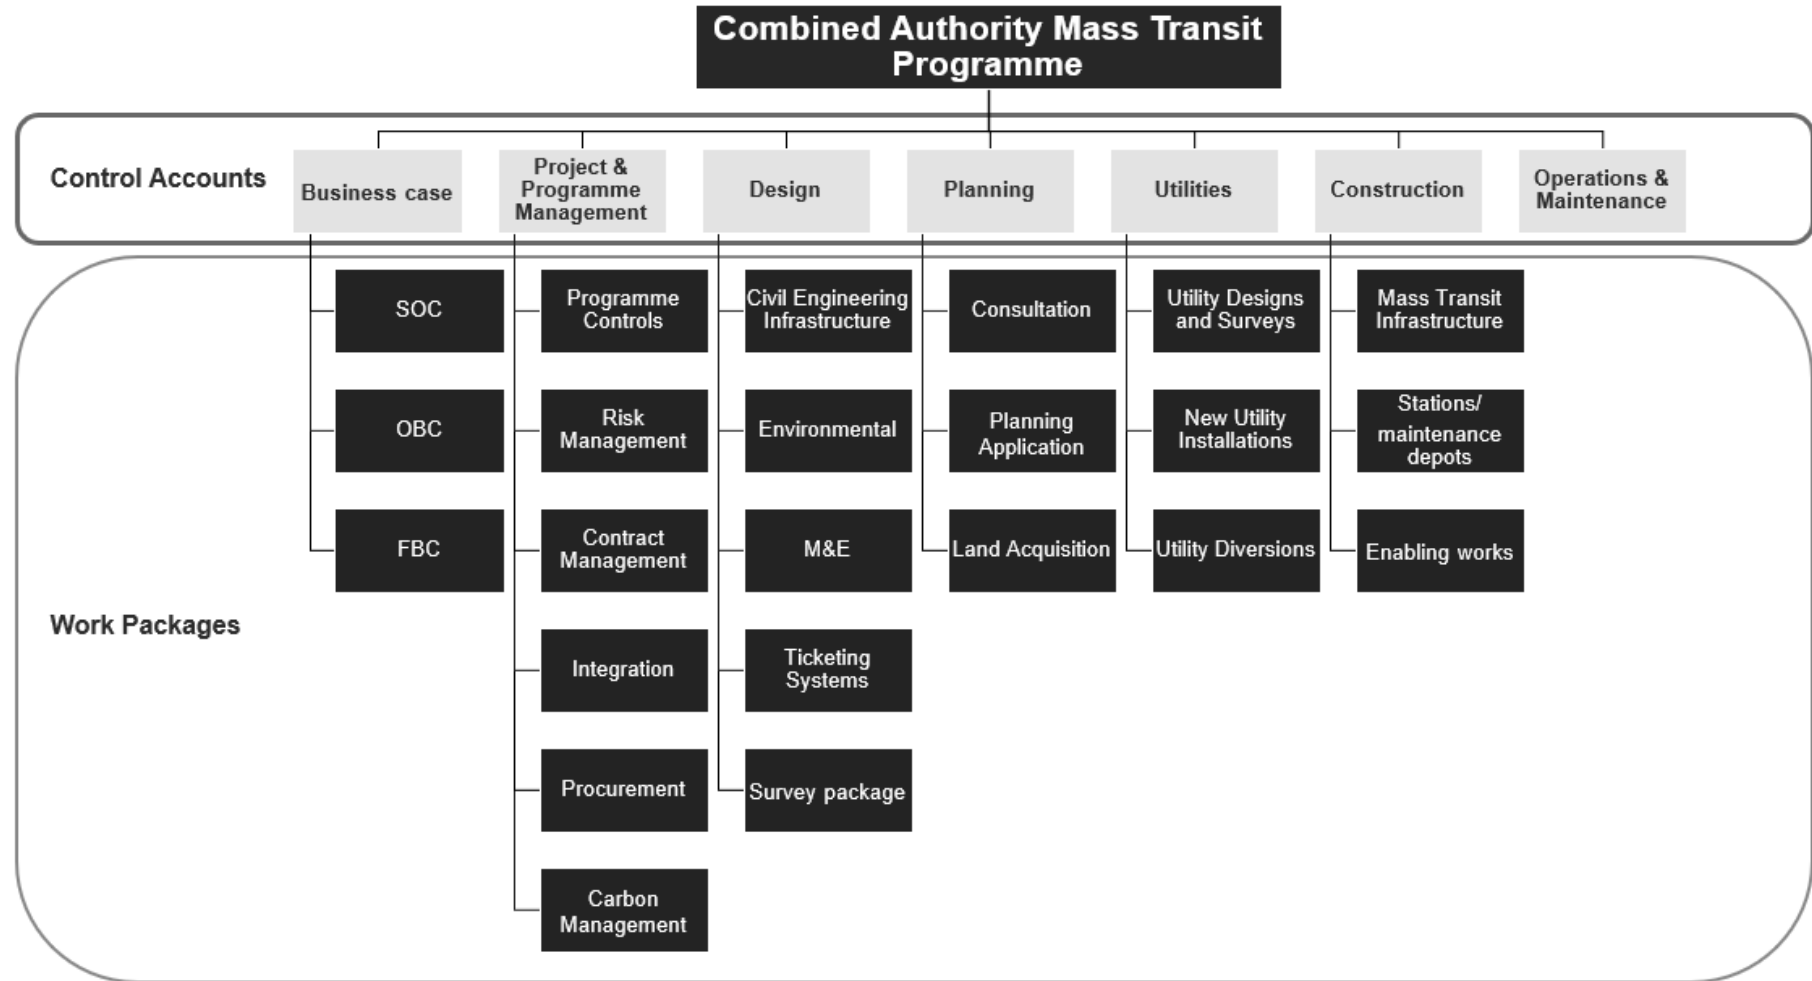 Combined Authority Mass Transit
Programme
Control Accounts
Business case
Project &
Programme
Management
Design
Planning
Utilities
Construction
Operations &
Maintenance
Work Packages
SOC
OBC
FBC
Programme
Controls
Risk
Management
Contract
Management
Integration
Procurement
Carbon
Management
Civil Engineering
Infrastructure
Environmental
M&E
Ticketing
Systems
Survey package
Consultation
Planning
Application
Land Acquisition
Utility Designs
and Surveys
New Utility
Installations
Utility Diversions
Mass Transit
Infrastructure
Stations/
maintenance
depots
Enabling works